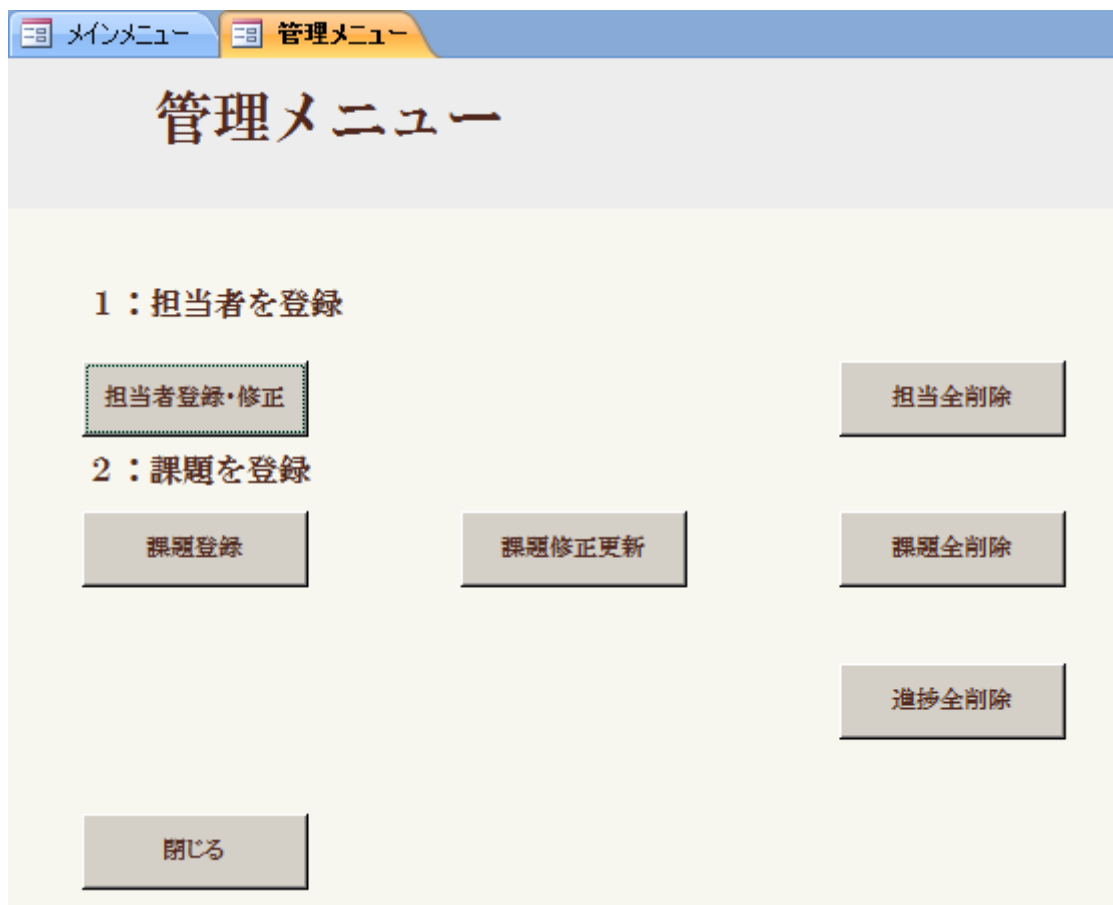 メインメニュー 管理メニュー
管理メニュー
1：担当者を登録
担当者登録・修正 担当全削除
2：課題を登録
課題登録 課題修正更新 課題全削除
進捗全削除
閉じる